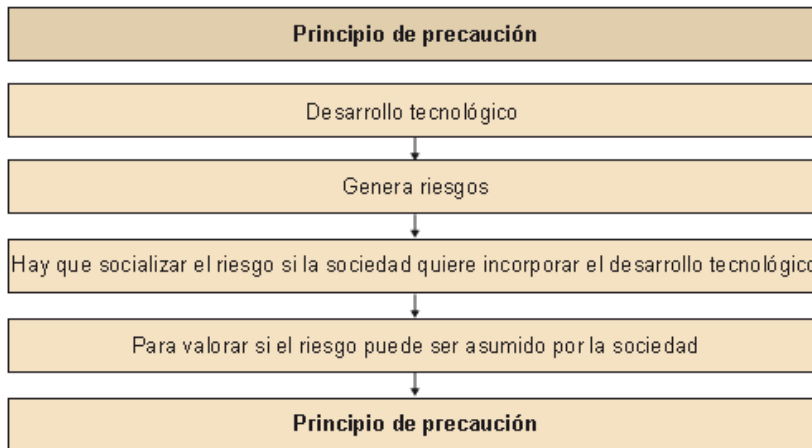 Principio de precaución
Desarrollo tecnológico
Genera riesgos
Hay que socializar el riesgo si la sociedad quiere incorporar el desarrollo tecnológico
Para valorar si el riesgo puede ser asumido por la sociedad
Principio de precaución